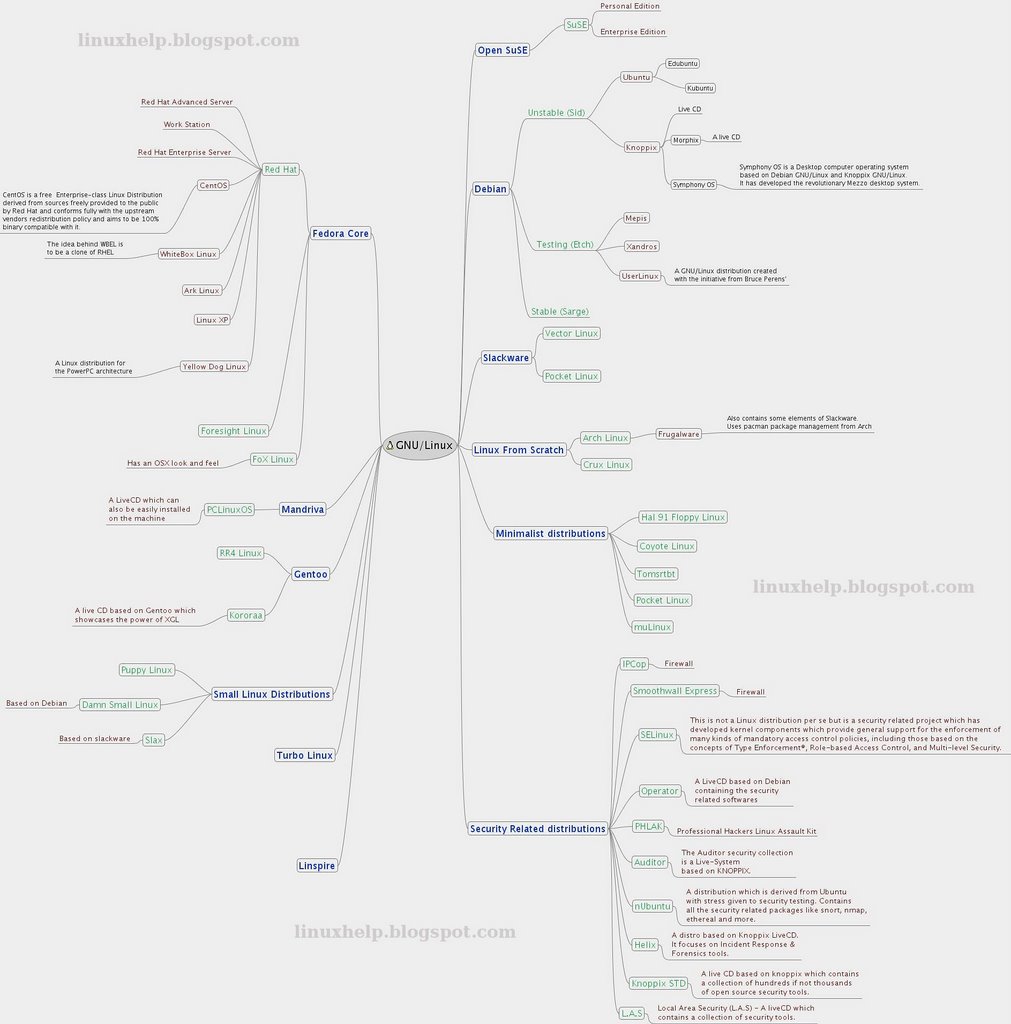 linuxhelp.blogspot.com
Red Hat Advanced Server
Work Station
Red Hat Enterprise Server
Red Hat
CentOS
CentOS is a free Enterprise-class Linux Distribution
derived from sources freely provided to the public
by Red Hat and conforms fully with the upstream
vendors redistribution policy and aims to be 100%
binary compatible with it.
Fedora Core
The idea behind WBEL is
to be a clone of RHEL
WhiteBox Linux
Ark Linux
Linux XP
A Linux distribution for
the PowerPC architecture
Yellow Dog Linux
Foresight Linux
Has an OSX look and feel
FoX Linux
GNU/Linux
A LiveCD which can
also be easily installed
on the machine
PCLinuxOS
Mandriva
RR4 Linux
Gentoo
A live CD based on Gentoo which
showcases the power of XGL
Kororaa
Puppy Linux
Small Linux Distributions
Based on Debian
Damn Small Linux
Based on slackware
Slax
Turbo Linux
Linspire
linuxhelp.blogspot.com
Open SuSE
SuSE
Personal Edition
Enterprise Edition
Debian
Unstable (Sid)
Ubuntu
Edubuntu
Kubuntu
Knoppix
Live CD
Morphix
A live CD
Symphony OS
Symphony OS is a Desktop computer operating system
based on Debian GNU/Linux and Knoppix GNU/Linux.
It has developed the revolutionary Mezzo desktop system.
Testing (Etch)
Mepis
Xandros
UserLinux
A GNU/Linux distribution created
with the initiative from Bruce Perens'
Stable (Sarge)
Slackware
Vector Linux
Pocket Linux
Linux From Scratch
Arch Linux
Frugalware
Also contains some elements of Slackware.
Uses pacman package management from Arch
Crux Linux
Minimalist distributions
Hal 91 Floppy Linux
Coyote Linux
Tomsrtbt
Pocket Linux
muLinux
linuxhelp.blogspot.com
Security Related distributions
IPCop
Firewall
Smoothwall Express
Firewall
SELinux
This is not a Linux distribution per se but is a security related project which has
developed kernel components which provide general support for the enforcement of
many kinds of mandatory access control policies, including those based on the
concepts of Type Enforcement®, Role-based Access Control, and Multi-level Security.
Operator
A LiveCD based on Debian
containing the security
related softwares
PHLAK
Professional Hackers Linux Assault Kit
Auditor
The Auditor security collection
is a Live-System
based on KNOPPIX.
nUbuntu
A distribution which is derived from Ubuntu
with stress given to security testing. Contains
all the security related packages like snort, nmap,
ethereal and more.
Helix
A distro based on Knoppix LiveCD.
It focuses on Incident Response &
Forensics tools.
Knoppix STD
A live CD based on knoppix which contains
a collection of hundreds if not thousands
of open source security tools.
L.A.S
Local Area Security (L.A.S) - A liveCD which
contains a collection of security tools.